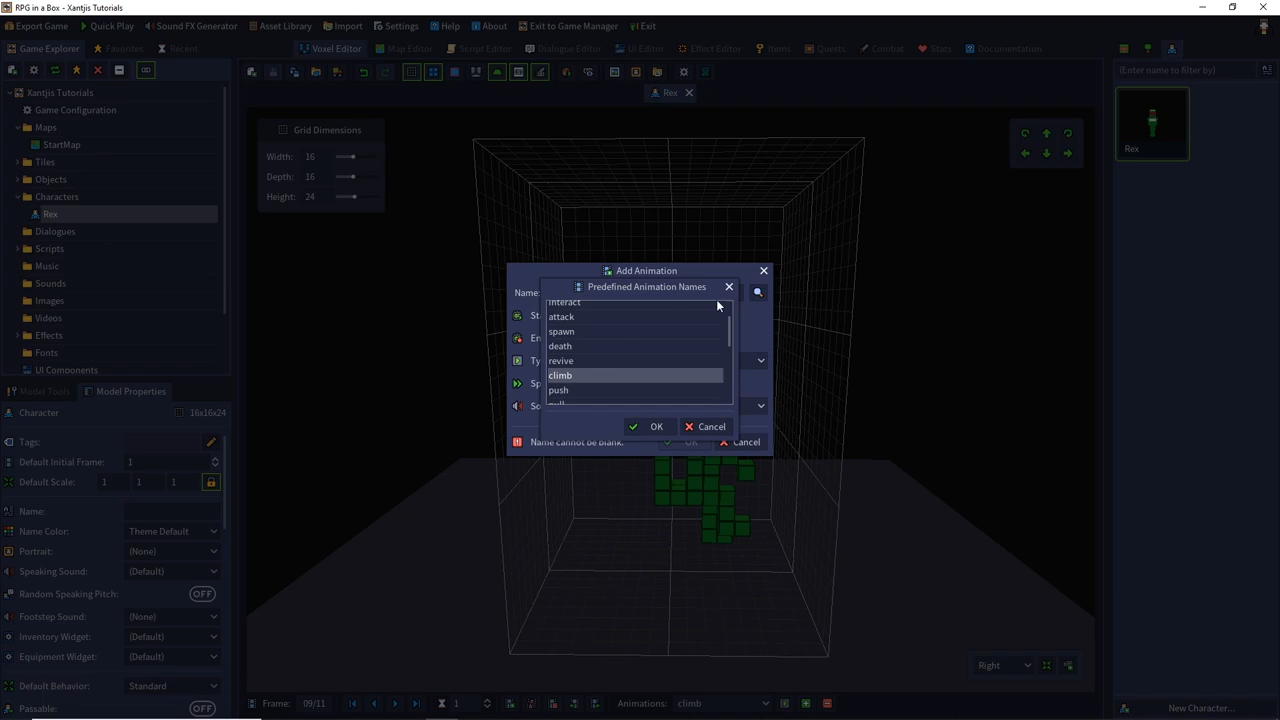 RPG in a Box - Xantjis Tutorials
Export Game Quick Play Sound FX Generator Asset Library Import Settings Help About Exit to Game Manager Exit
Game Explorer Favorites Recent Voxel Editor Map Editor Script Editor Dialogue Editor UI Editor Effect Editor Items Quests Combat Stats Documentation
(Enter name to filter by)
Xantjis Tutorials
Game Configuration
Maps
StartMap
Tiles
Objects
Characters
Rex
Dialogues
Scripts
Music
Sounds
Images
Videos
Effects
Fonts
UI Components
Model Tools Model Properties
Character 16x16x24
Tags:
Default Initial Frame: 1
Default Scale: 1 1 1
Name:
Name Color: Theme Default
Portrait: (None)
Speaking Sound: (Default)
Random Speaking Pitch: OFF
Footstep Sound: (None)
Inventory Widget: (Default)
Equipment Widget: (Default)
Default Behavior: Standard
Passable: OFF
Rex
Grid Dimensions
Width: 16
Depth: 16
Height: 24
Add Animation
Name:
Predefined Animation Names
interact
attack
spawn
death
revive
climb
push
pull
OK Cancel
Name cannot be blank. OK Cancel
Right
Frame: 09/11 1 Animations: climb
Rex
New Character...